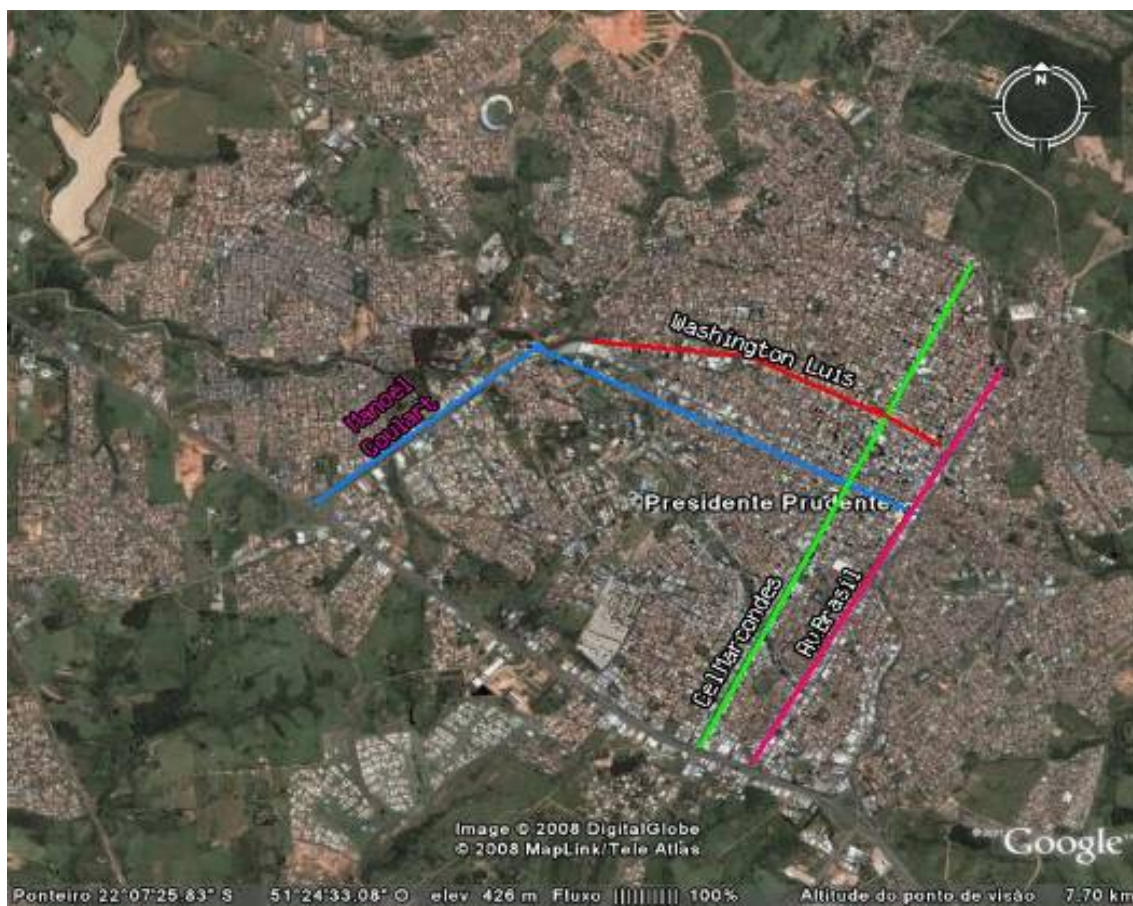 N
Washington Luis
Manoel
Goulart
Presidente Prudente
Cel Marcondes
Av Brasil
Image © 2008 DigitalGlobe
© 2008 MapLink/Tele Atlas
Google
Ponteiro 22°07'25.83" S 51°24'33.08" O elev 426 m Fluxo 100% Altitude do ponto de visão 7.70 km